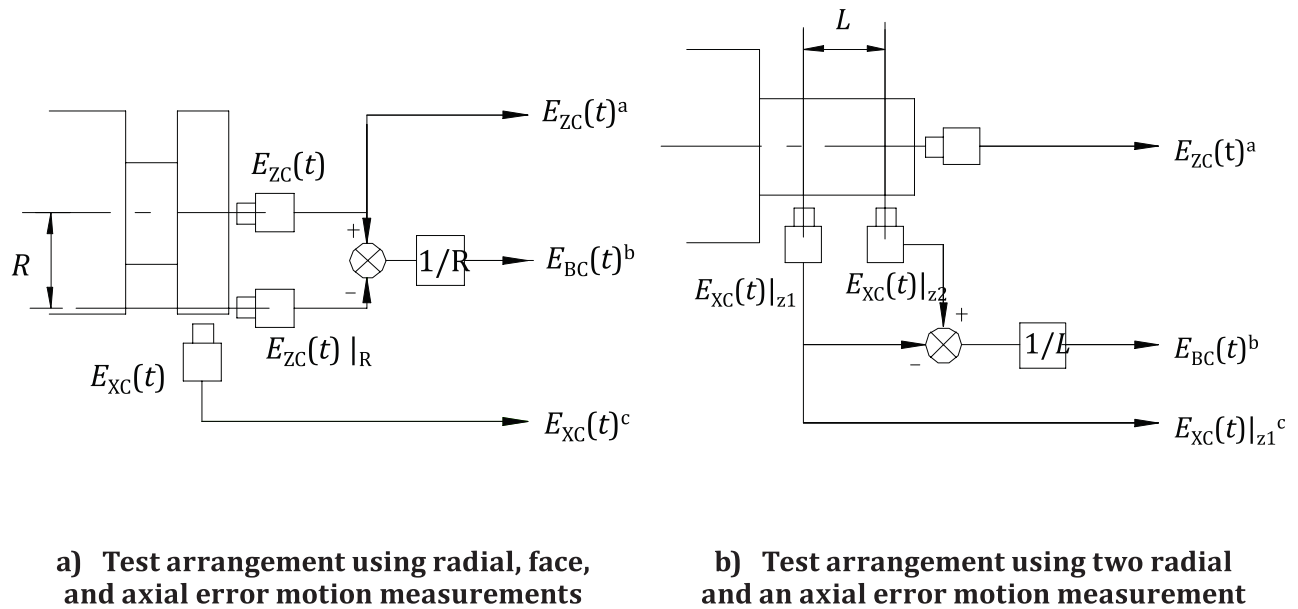 E_ZC(t)^a
E_ZC(t)
+
R
1/R
E_BC(t)^b
-
E_ZC(t) |_R
E_XC(t)
E_XC(t)^c
a) Test arrangement using radial, face,
and axial error motion measurements
L
E_ZC(t)^a
E_XC(t)|_z1
E_XC(t)|_z2
+
1/L
E_BC(t)^b
-
E_XC(t)|_z1^c
b) Test arrangement using two radial
and an axial error motion measurement